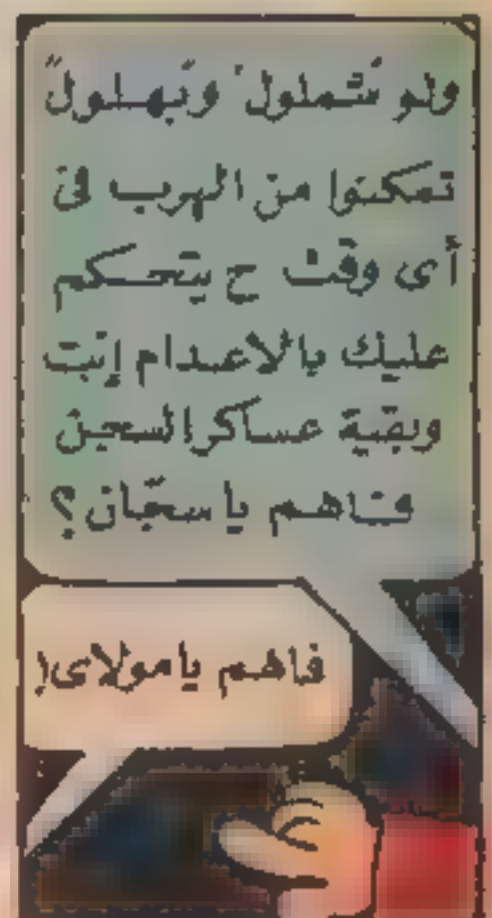 ولو شملول وبهلول
تمكنوا من الهرب فى
أى وقت ح يتحكم
عليك بالاعدام إنت
وبقية عساكر السجن
فاهم يا سجّان؟
فاهم يا مولاى!